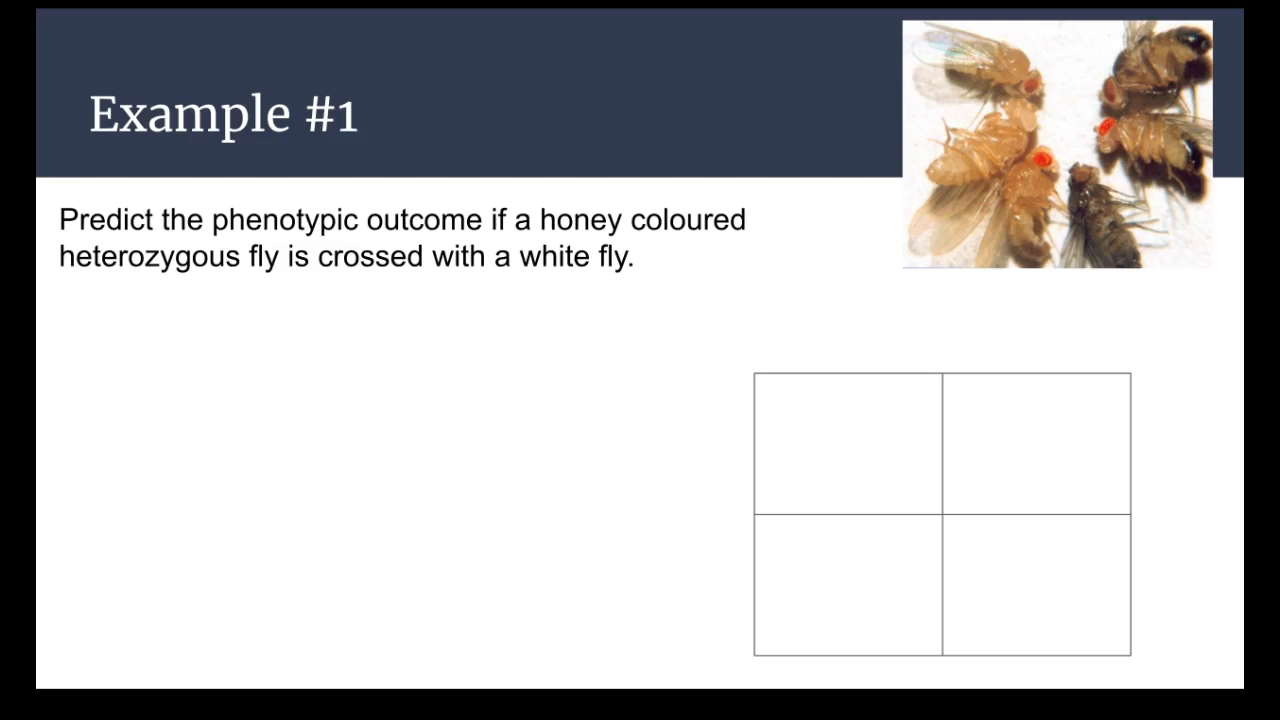 Example #1
Predict the phenotypic outcome if a honey coloured
heterozygous fly is crossed with a white fly.